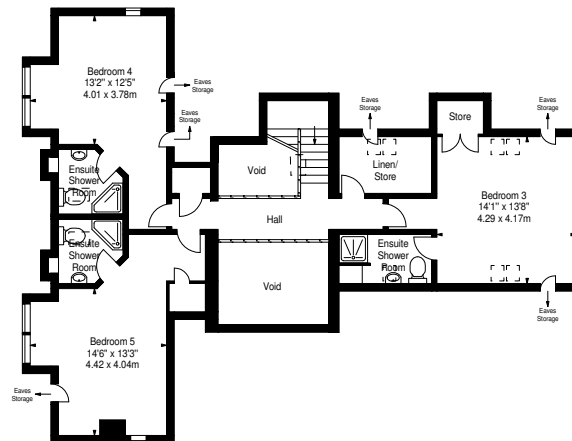 Bedroom 4
13'2" x 12'5"
4.01 x 3.78m
Eaves
Storage
Eaves
Storage
Eaves
Storage
Store
Eaves
Storage
Void
Linen/
Store
Ensuite
Shower
Room
Bedroom 3
14'1" x 13'8"
4.29 x 4.17m
Hall
Ensuite
Shower
Room
Ensuite
Shower
Room
Void
Eaves
Storage
Bedroom 5
14'6" x 13'3"
4.42 x 4.04m
Eaves
Storage